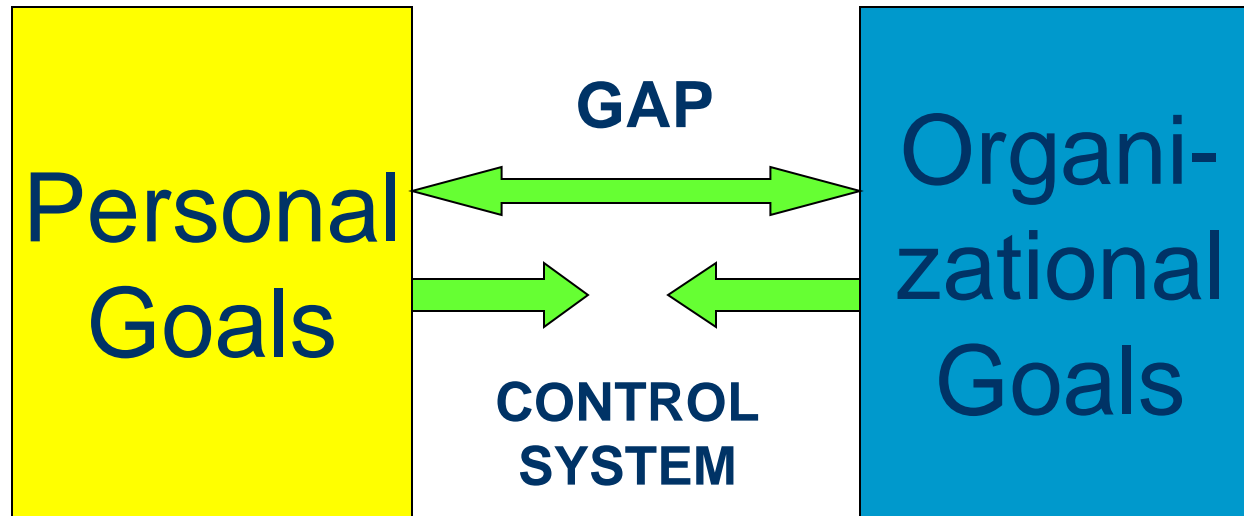 Personal
Goals
GAP
CONTROL
SYSTEM
Organi-
zational
Goals